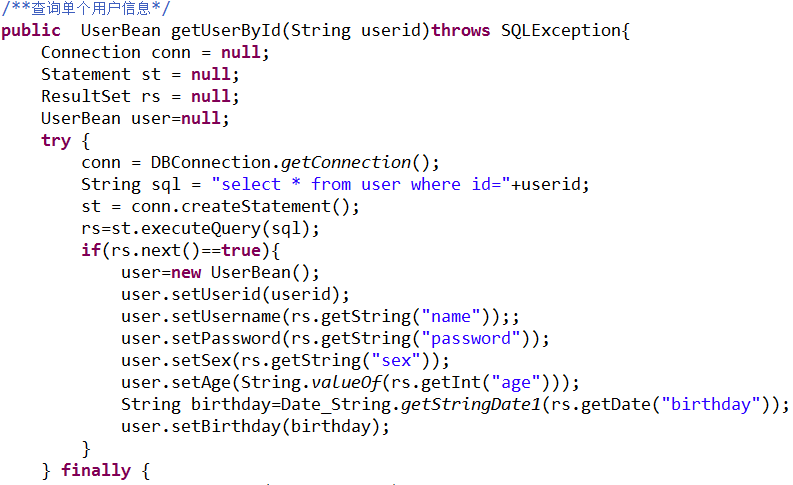 /**查询单个用户信息*/
public  UserBean getUserById(String userid)throws SQLException{
    Connection conn = null;
    Statement st = null;
    ResultSet rs = null;
    UserBean user=null;
    try {
        conn = DBConnection.getConnection();
        String sql = "select * from user where id="+userid;
        st = conn.createStatement();
        rs=st.executeQuery(sql);
        if(rs.next()==true){
            user=new UserBean();
            user.setUserid(userid);
            user.setUsername(rs.getString("name"));;
            user.setPassword(rs.getString("password"));
            user.setSex(rs.getString("sex"));
            user.setAge(String.valueOf(rs.getInt("age")));
            String birthday=Date_String.getStringDate1(rs.getDate("birthday"));
            user.setBirthday(birthday);
        }
    } finally {